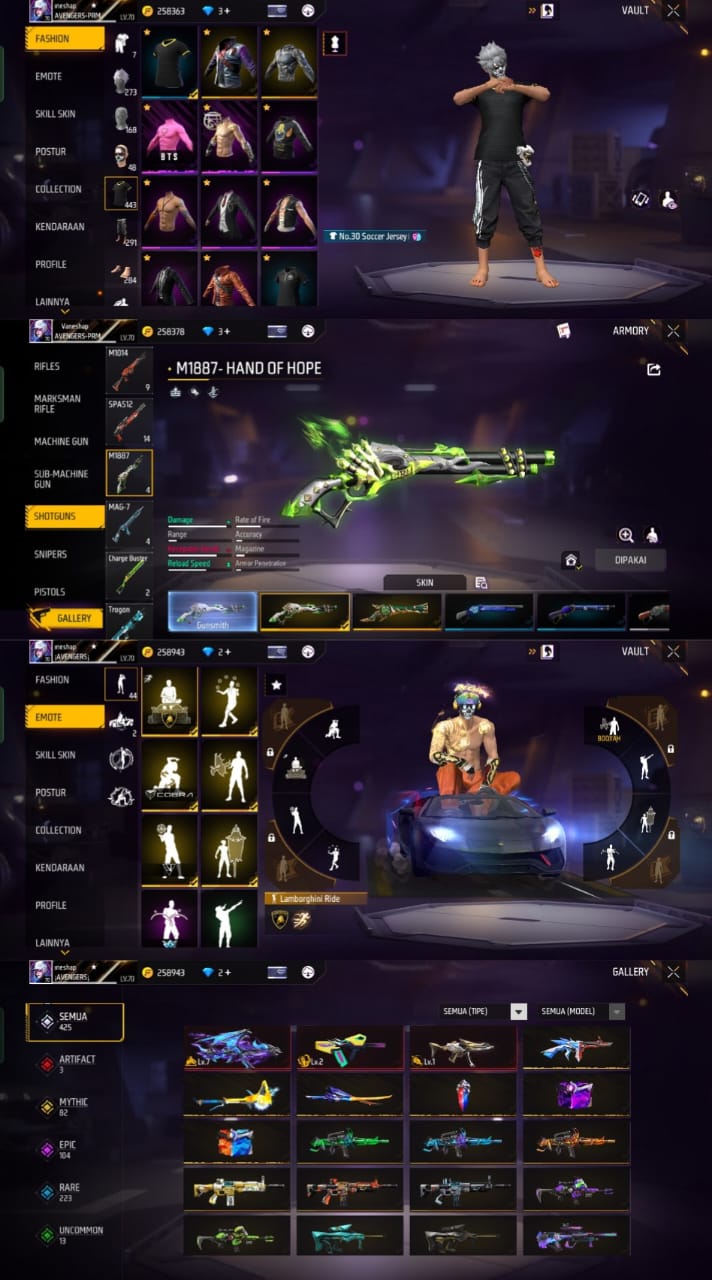 neshap
AVENGERS-PRM LV.70
258363
3+
VAULT
FASHION
7
EMOTE
273
SKILL SKIN
168
POSTUR
48
BTS
COLLECTION
443
KENDARAAN
291
No.30 Soccer Jersey
PROFILE
284
LAINNYA
Vaneshap
AVENGERS-PRM LV.70
258378
3+
ARMORY
RIFLES
M1014
9
M1887- HAND OF HOPE
MARKSMAN
RIFLE
SPAS12
14
MACHINE GUN
M1887
4
SUB-MACHINE
GUN
MAG-7
4
SHOTGUNS
Damage
Rate of Fire
Range
Accuracy
Magazine
Reload Speed
Armor Penetration
SNIPERS
Charge Buster
2
DIPAKAI
SKIN
PISTOLS
Trogon
GALLERY
Gunsmith
neshap
[AVENGERS] LV.70
258943
2+
VAULT
FASHION
44
EMOTE
2
BOOYAH
SKILL SKIN
POSTUR
COBRA
COLLECTION
KENDARAAN
PROFILE
Lamborghini Ride
LAINNYA
neshap
[AVENGERS] LV.70
258943
2+
GALLERY
SEMUA
425
SEMUA (TIPE)
SEMUA (MODEL)
ARTIFACT
3
Lv.7
Lv.2
Lv.1
MYTHIC
82
EPIC
104
RARE
223
UNCOMMON
13